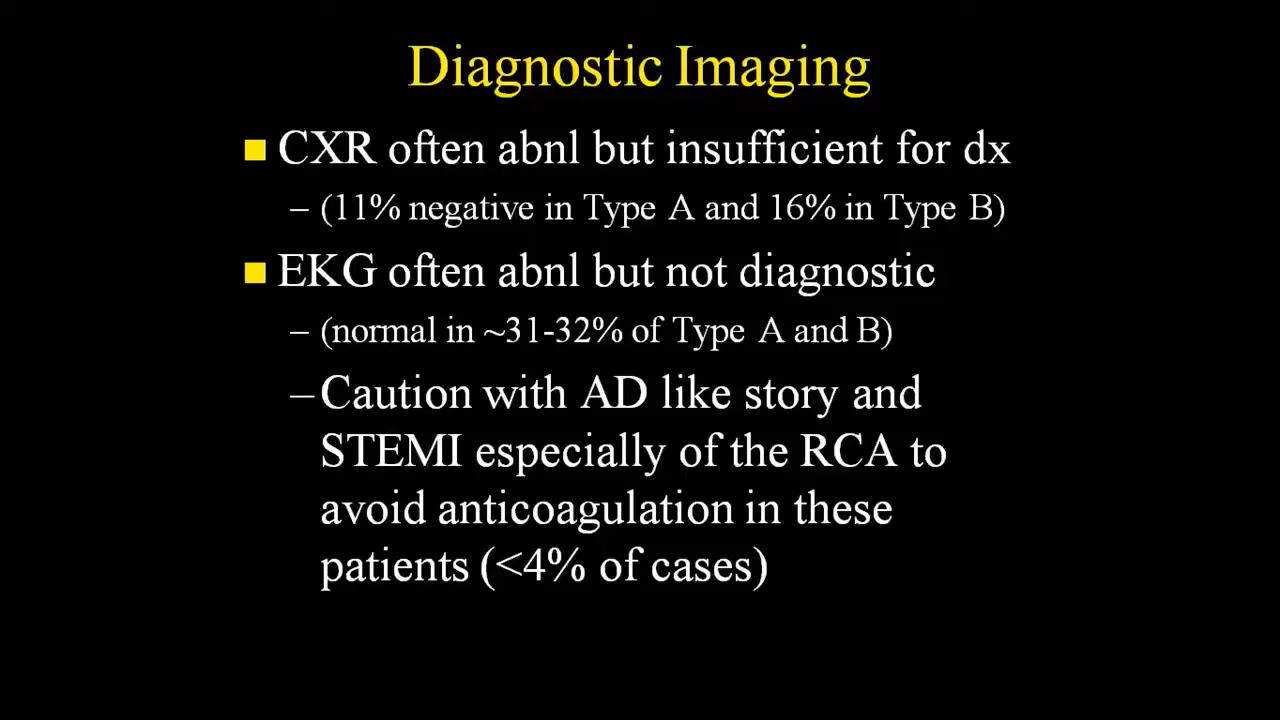 Diagnostic Imaging
■ CXR often abnl but insufficient for dx
– (11% negative in Type A and 16% in Type B)
■ EKG often abnl but not diagnostic
– (normal in ~31-32% of Type A and B)
– Caution with AD like story and
STEMI especially of the RCA to
avoid anticoagulation in these
patients (<4% of cases)